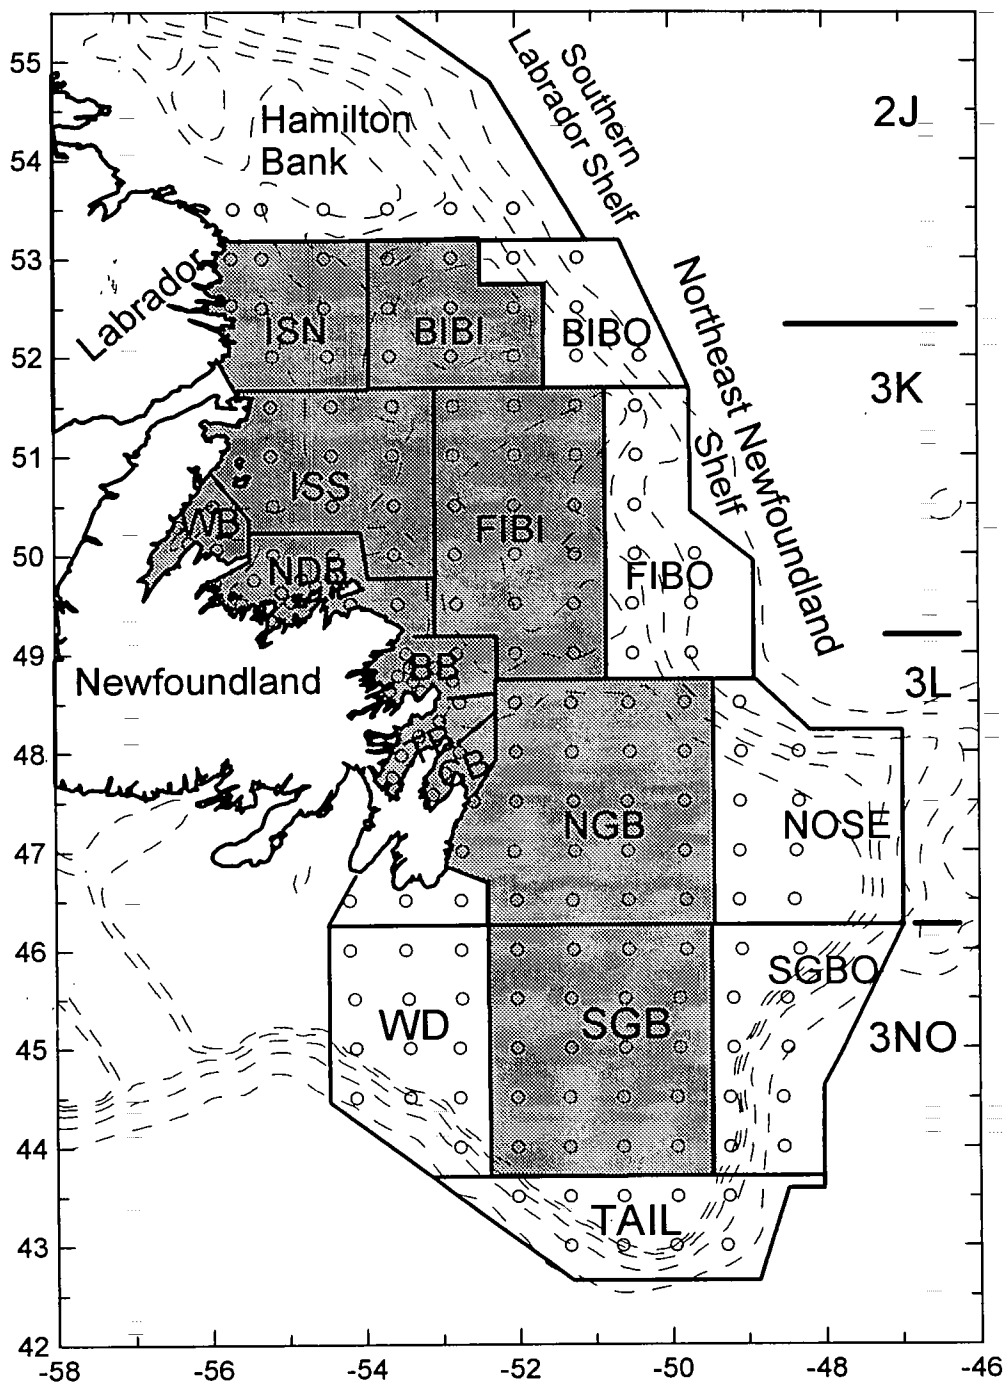 55
54
53
52
51
50
49
48
47
46
45
44
43
42
-58
-56
-54
-52
-50
-48
-46
Hamilton
Bank
Southern
Labrador Shelf
2J
Labrador
ISN
BIBI
BIBO
Northeast Newfoundland
Shelf
3K
ISS
WB
FIBI
NDB
FIBO
BB
Newfoundland
3L
TB
CB
NGB
NOSE
SGBO
WD
SGB
3NO
TAIL